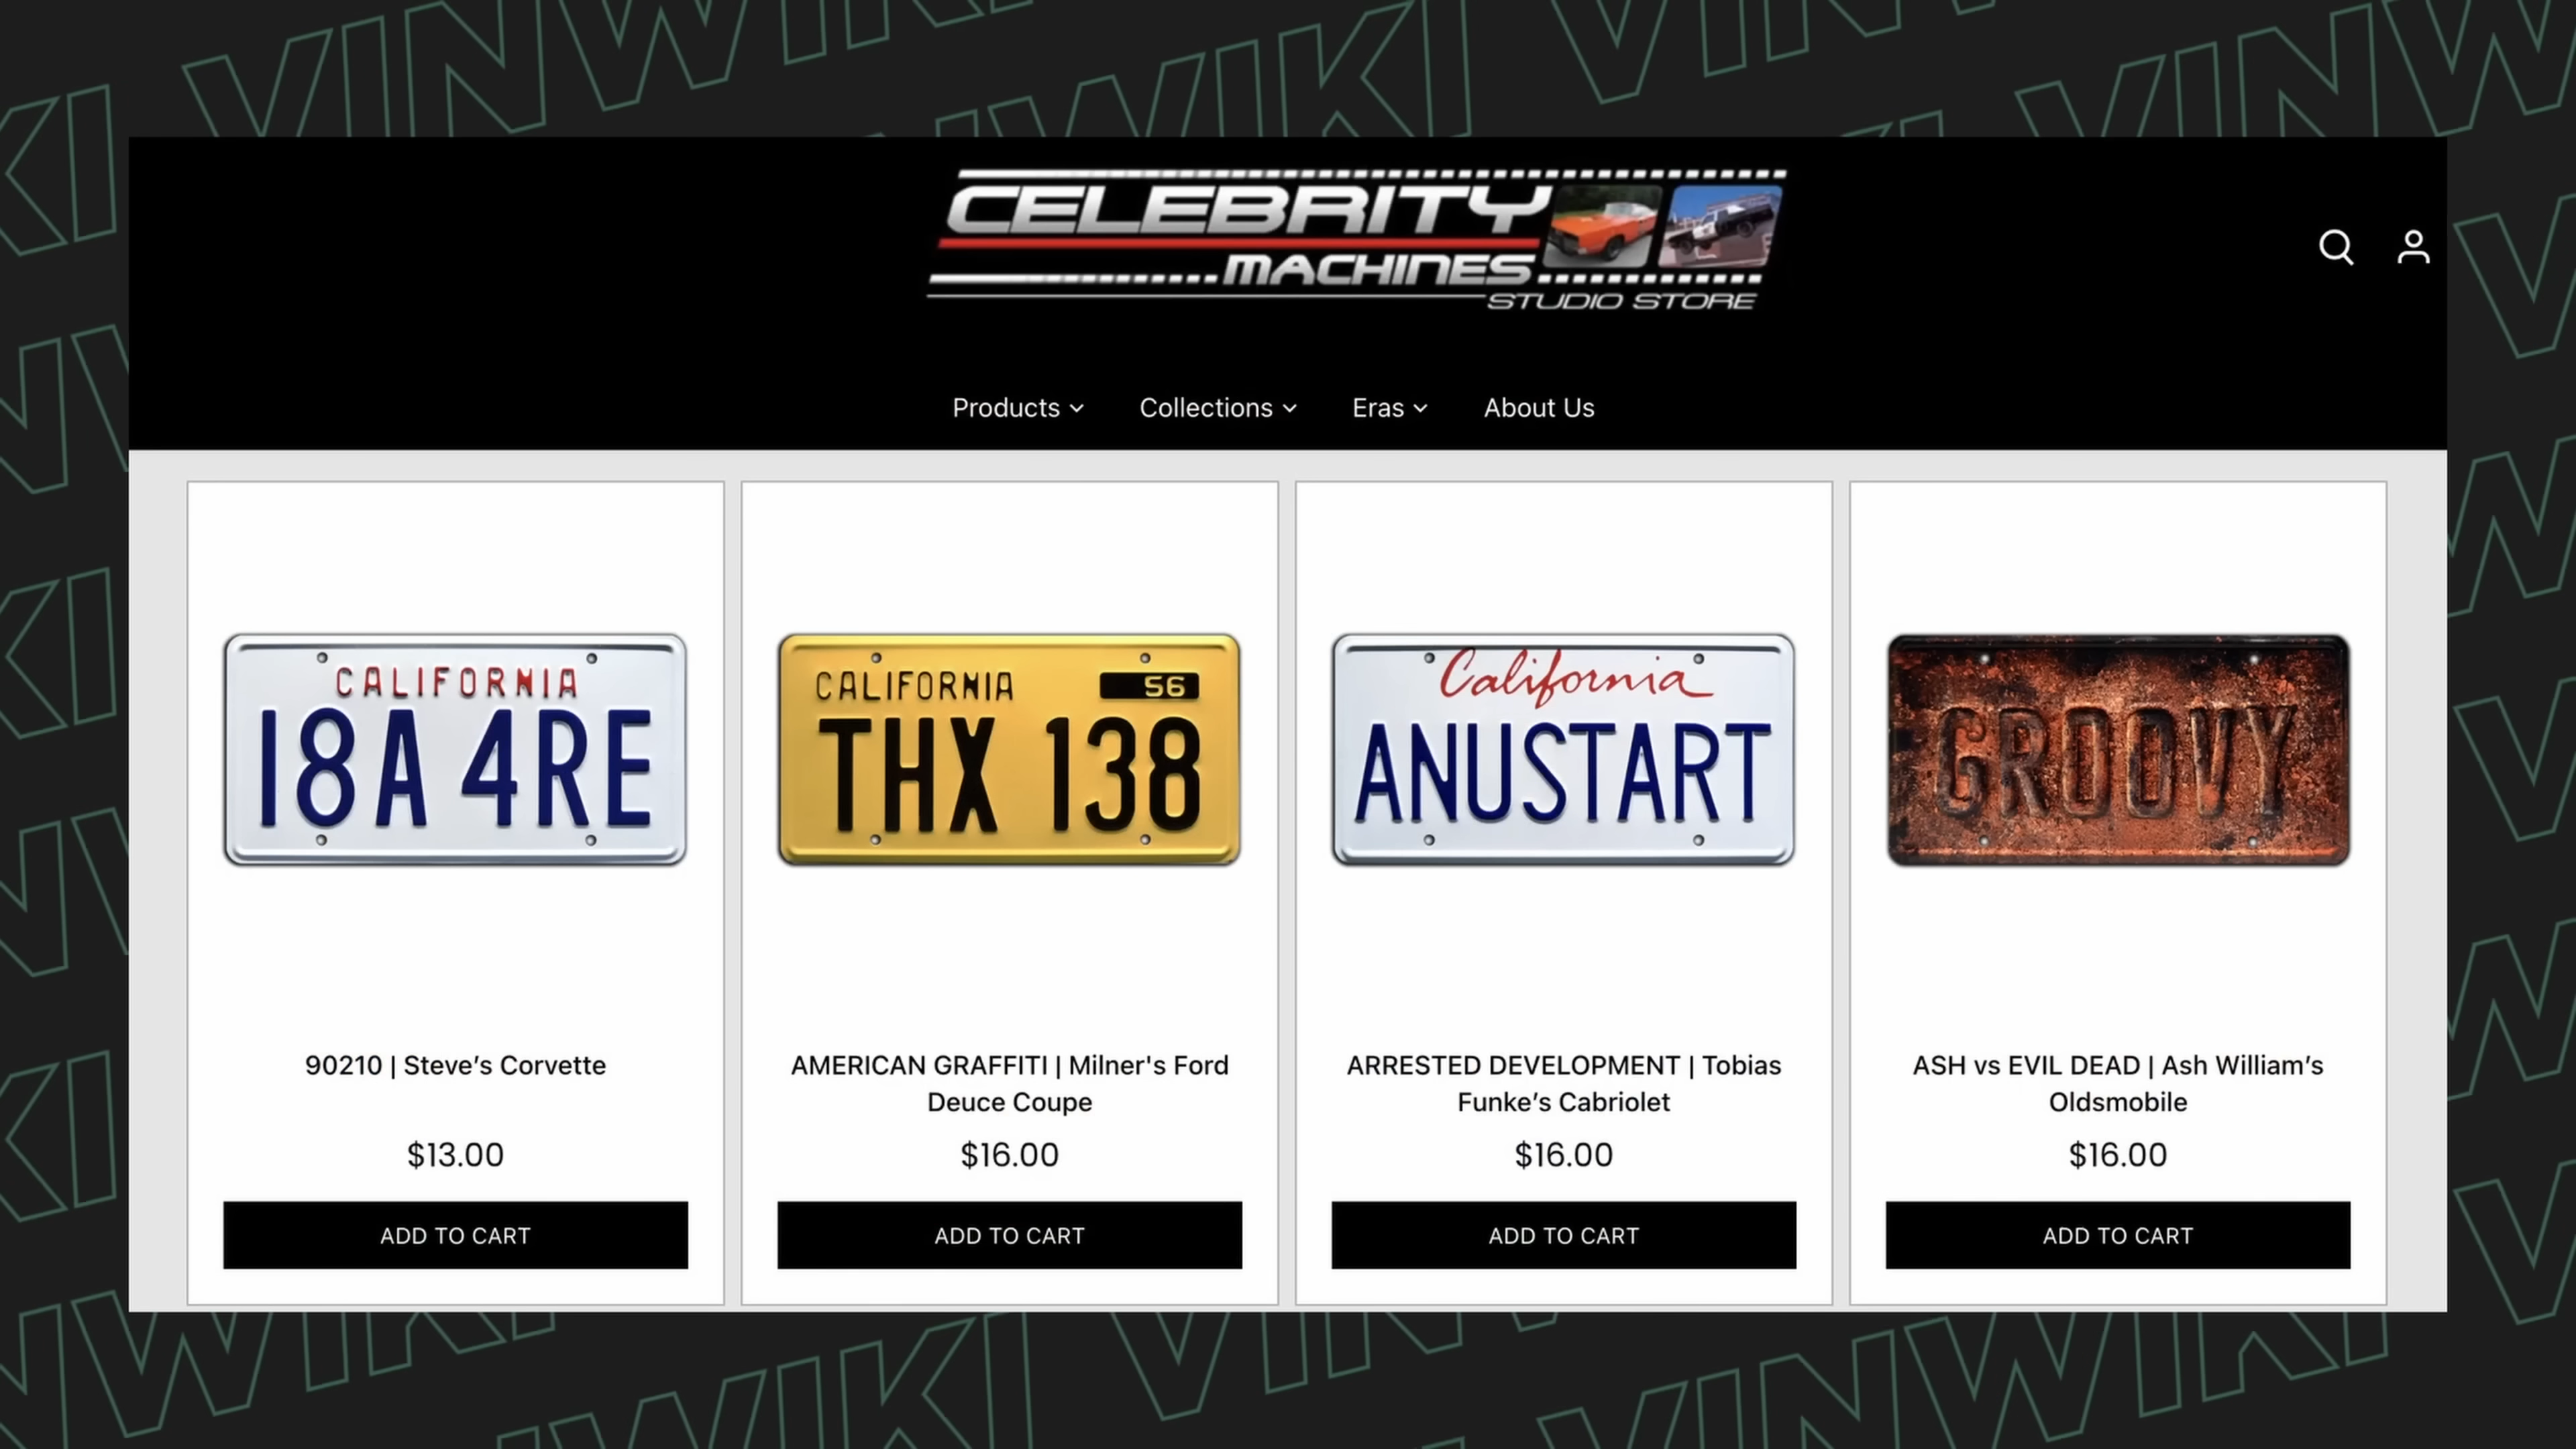 VINWIKI
CELEBRITY
MACHINES
STUDIO STORE
Products
Collections
Eras
About Us
CALIFORNIA
18A 4RE
CALIFORNIA 56
THX 138
California
ANUSTART
GROOVY
90210 | Steve’s Corvette
$13.00
ADD TO CART
AMERICAN GRAFFITI | Milner's Ford
Deuce Coupe
$16.00
ADD TO CART
ARRESTED DEVELOPMENT | Tobias
Funke’s Cabriolet
$16.00
ADD TO CART
ASH vs EVIL DEAD | Ash William’s
Oldsmobile
$16.00
ADD TO CART